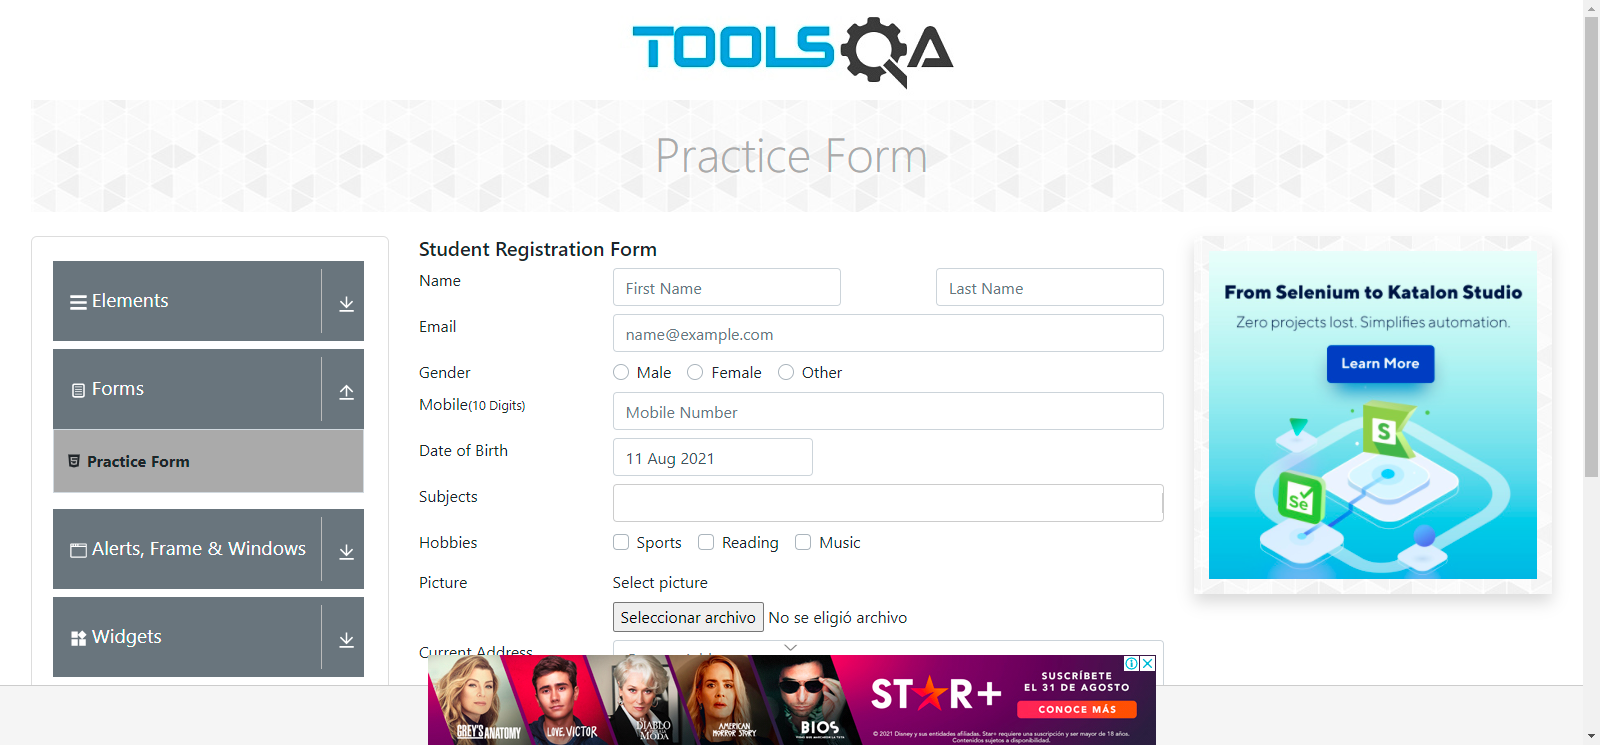 TOOLSQA
Practice Form
Elements
Forms
Practice Form
Alerts, Frame & Windows
Widgets
Student Registration Form
Name
First Name
Last Name
Email
name@example.com
Gender
Male
Female
Other
Mobile(10 Digits)
Mobile Number
Date of Birth
11 Aug 2021
Subjects
Hobbies
Sports
Reading
Music
Picture
Select picture
Seleccionar archivo
No se eligió archivo
Current Address
From Selenium to Katalon Studio
Zero projects lost. Simplifies automation.
Learn More
S
Se
GREY'S ANATOMY
LOVE, VICTOR
EL DIABLO
MODA
AMERICAN
HORROR STORY
BIOS
STAR+
SUSCRÍBETE
EL 31 DE AGOSTO
CONOCE MÁS
© 2021 Disney y sus entidades afiliadas. Star+ requiere una suscripción y ser mayor de 18 años.
Contenidos sujetos a disponibilidad.